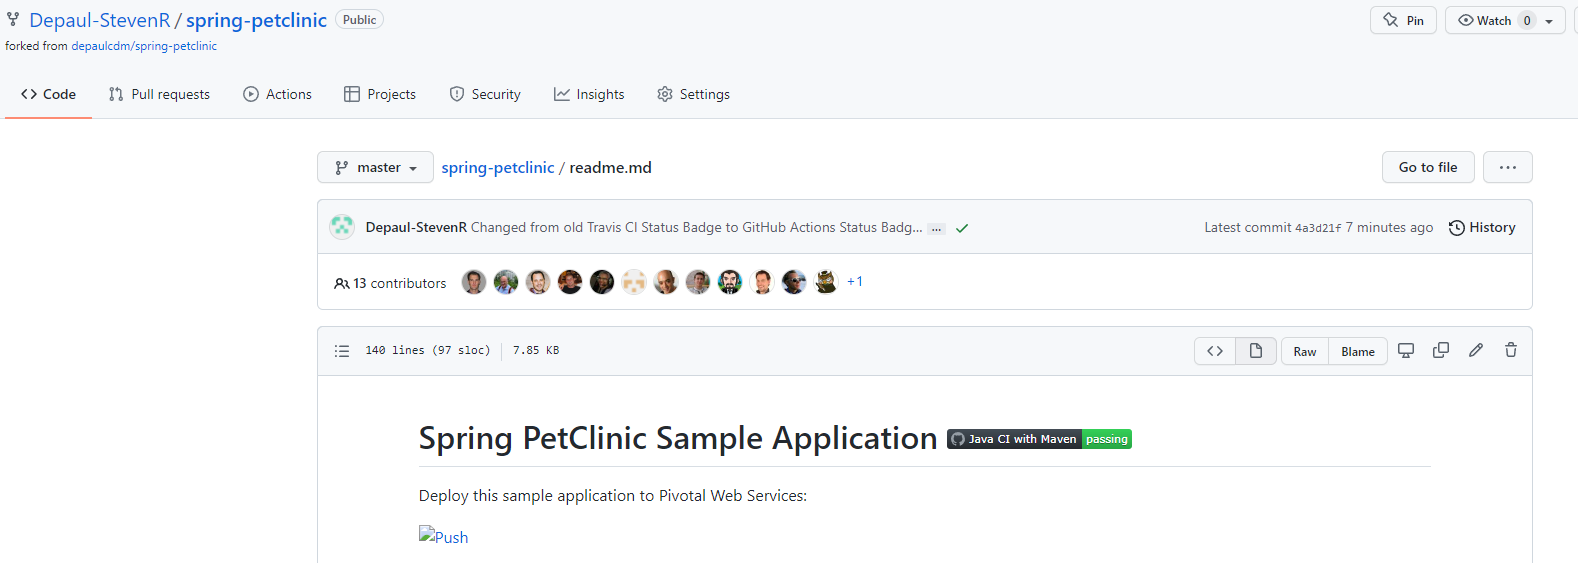 Depaul-StevenR / spring-petclinic Public Pin Watch 0
forked from depaulcdm/spring-petclinic
Code Pull requests Actions Projects Security Insights Settings
master spring-petclinic / readme.md Go to file ...
Depaul-StevenR Changed from old Travis CI Status Badge to GitHub Actions Status Badg... ... Latest commit 4a3d21f 7 minutes ago History
13 contributors +1
140 lines (97 sloc) 7.85 KB <> Raw Blame
Spring PetClinic Sample Application Java CI with Maven passing
Deploy this sample application to Pivotal Web Services:
Push